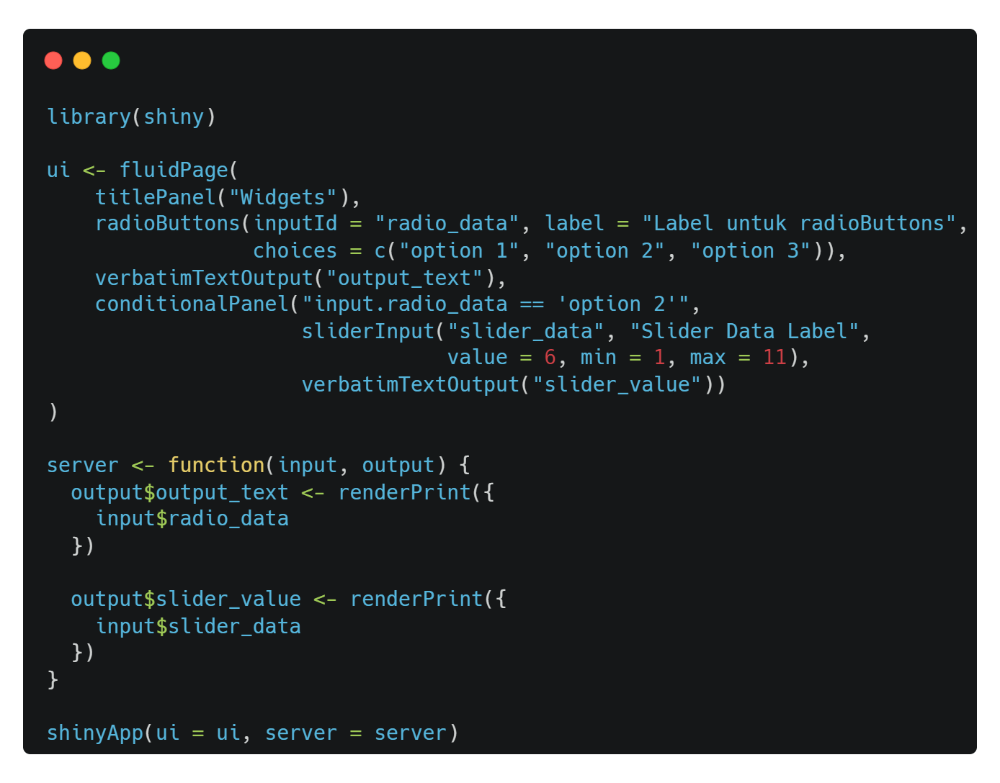 library(shiny)

ui <- fluidPage(
    titlePanel("Widgets"),
    radioButtons(inputId = "radio_data", label = "Label untuk radioButtons",
                 choices = c("option 1", "option 2", "option 3")),
    verbatimTextOutput("output_text"),
    conditionalPanel("input.radio_data == 'option 2'",
                     sliderInput("slider_data", "Slider Data Label",
                                 value = 6, min = 1, max = 11),
                     verbatimTextOutput("slider_value"))
)

server <- function(input, output) {
  output$output_text <- renderPrint({
    input$radio_data
  })

  output$slider_value <- renderPrint({
    input$slider_data
  })
}

shinyApp(ui = ui, server = server)